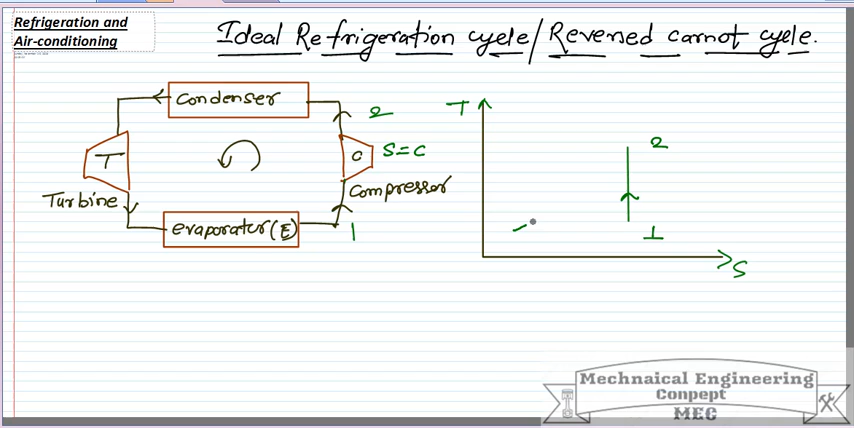 Refrigeration and
Air-conditioning
Ideal Refrigeration cycle/Reversed carnot cycle.
Condenser
2
T
C
S=C
Turbine
Compressor
evaporator(E)
1
T
2
1
S
Mechnaical Engineering
Conpept
MEC